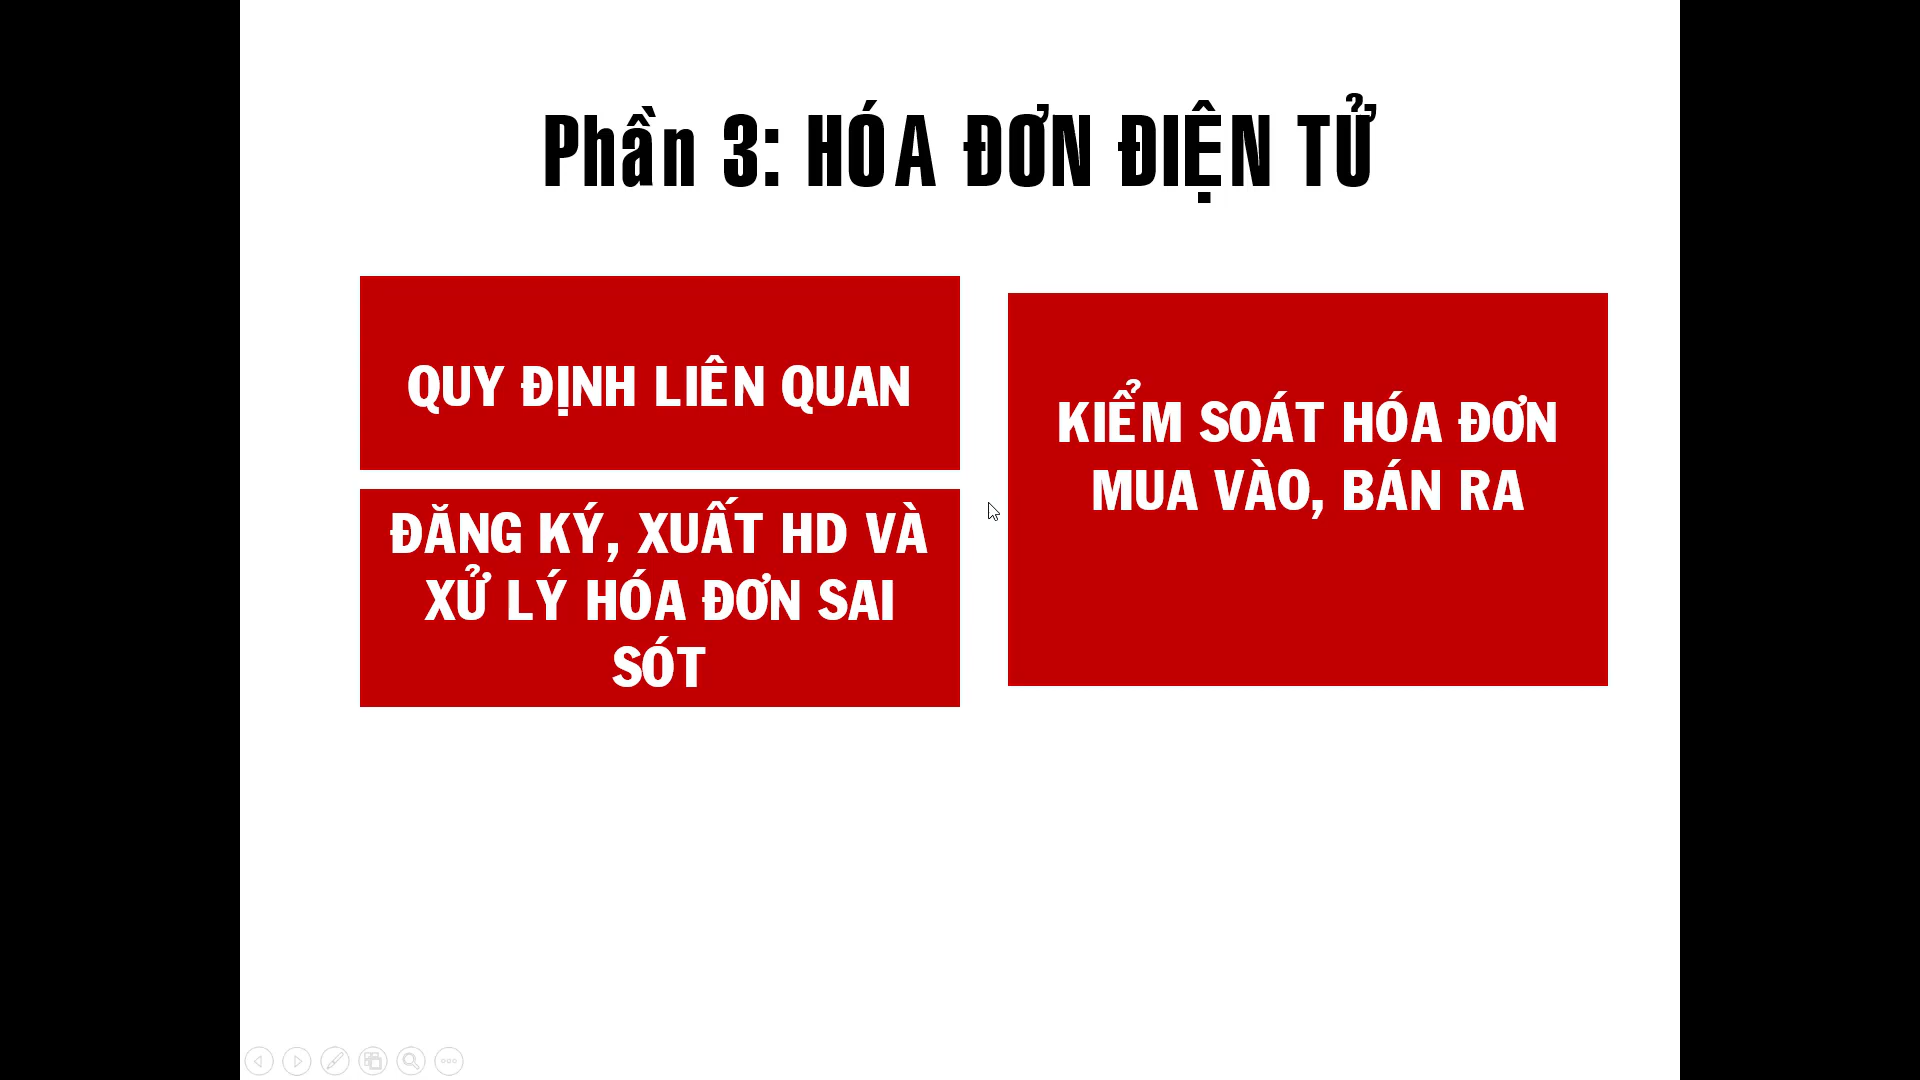 Phần 3: HÓA ĐƠN ĐIỆN TỬ
QUY ĐỊNH LIÊN QUAN
ĐĂNG KÝ, XUẤT HD VÀ
XỬ LÝ HÓA ĐƠN SAI
SÓT
KIỂM SOÁT HÓA ĐƠN
MUA VÀO, BÁN RA